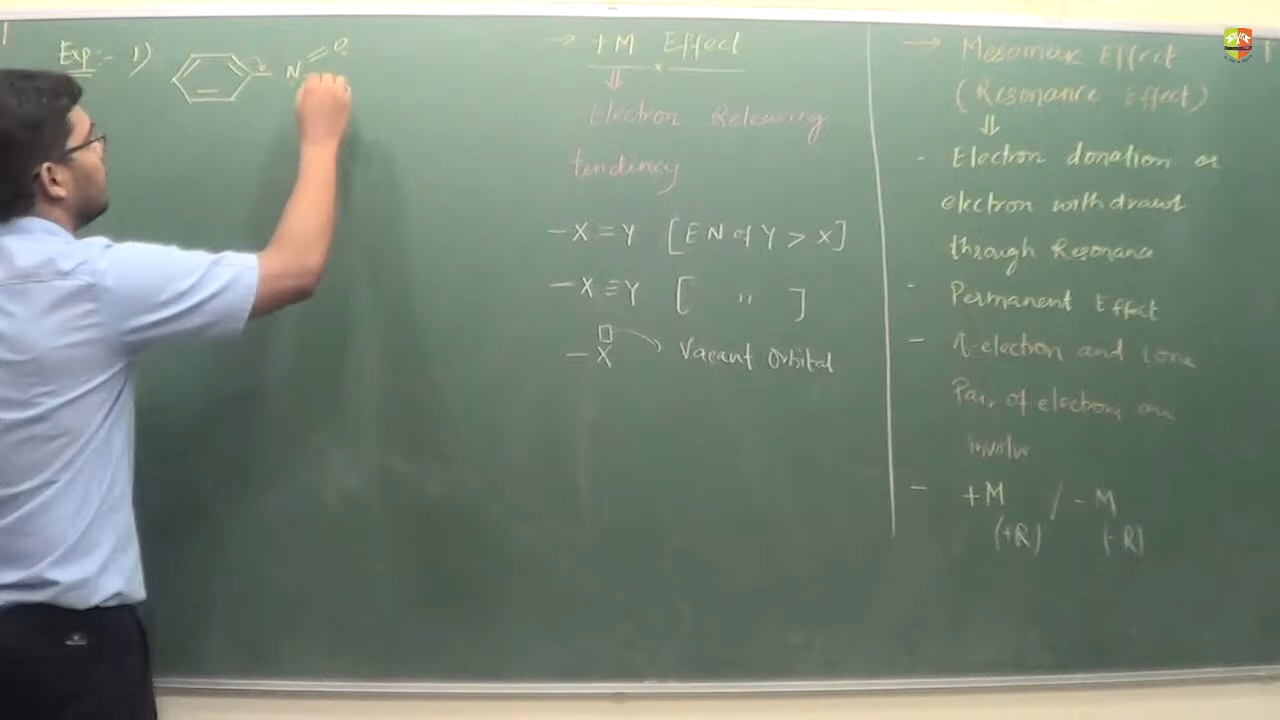 Exp:- 1)
N
O
→ +M Effect
⇓
Electron Releasing
tendency
-X=Y [EN of Y > X]
-X≡Y [ " ]
-X → Vacant Orbital
→ Mesomeric Effect
(Resonance Effect)
⇓
- Electron donation or
electron withdrawl
through Resonance
- Permanent Effect
- π-electron and lone
Pair of electron are
involve
- +M / -M
(+R) (-R)